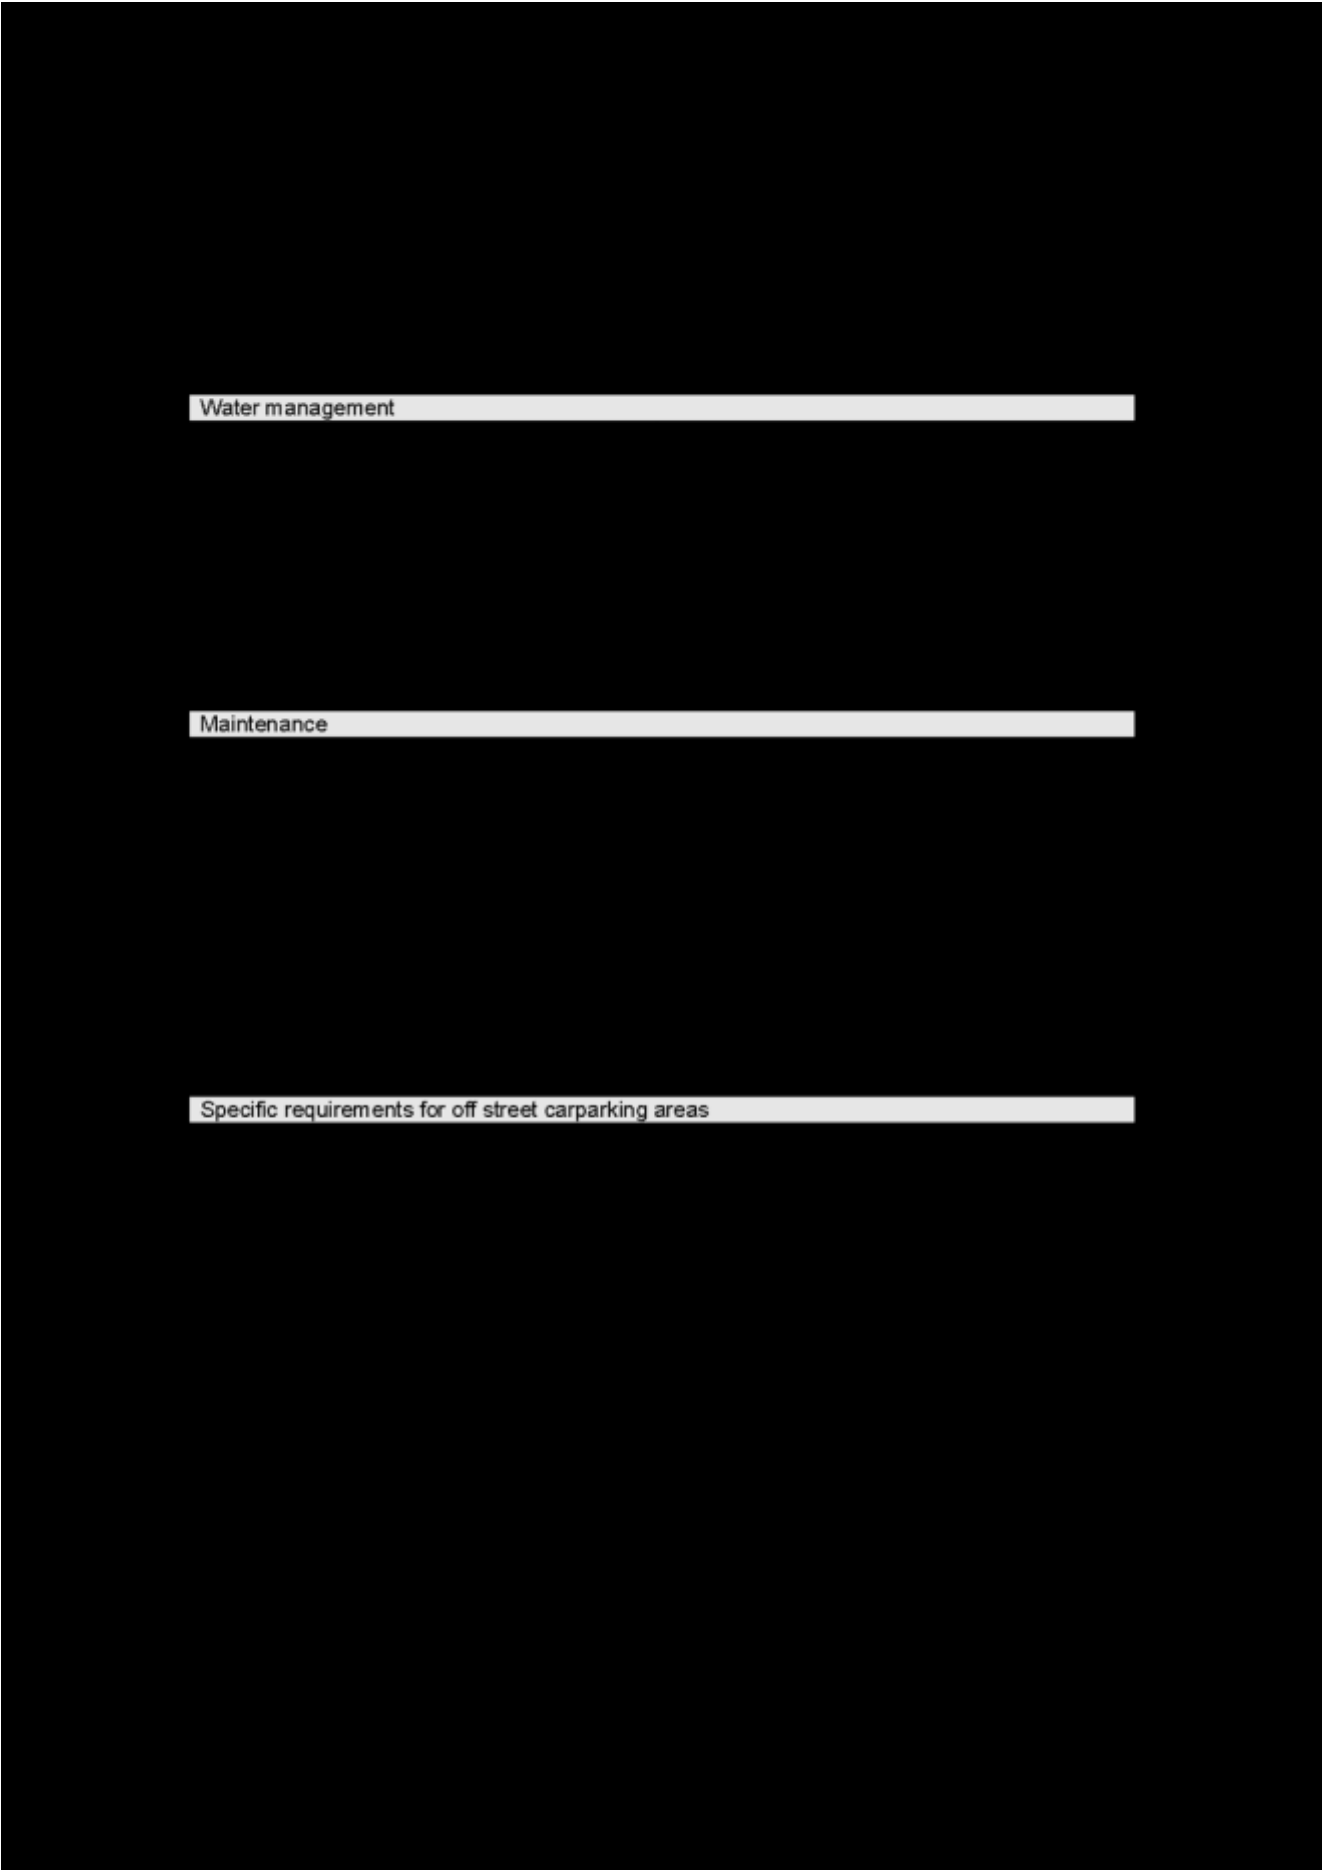 Water management
Maintenance
Specific requirements for off street carparking areas